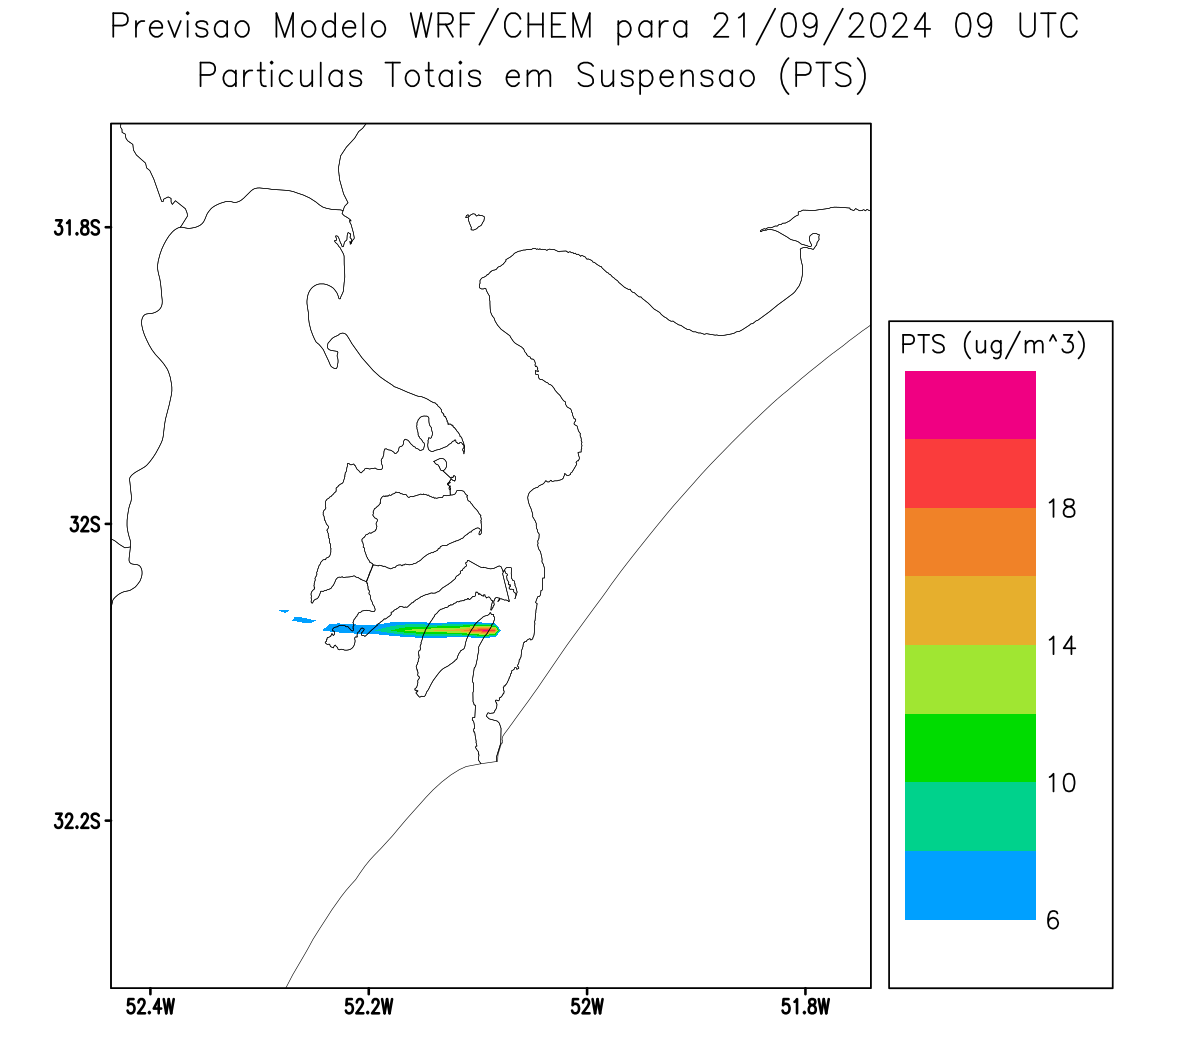 Previsao Modelo WRF/CHEM para 21/09/2024 09 UTC
Particulas Totais em Suspensao (PTS)
31.8S
32S
32.2S
52.4W
52.2W
52W
51.8W
PTS (ug/m^3)
18
14
10
6